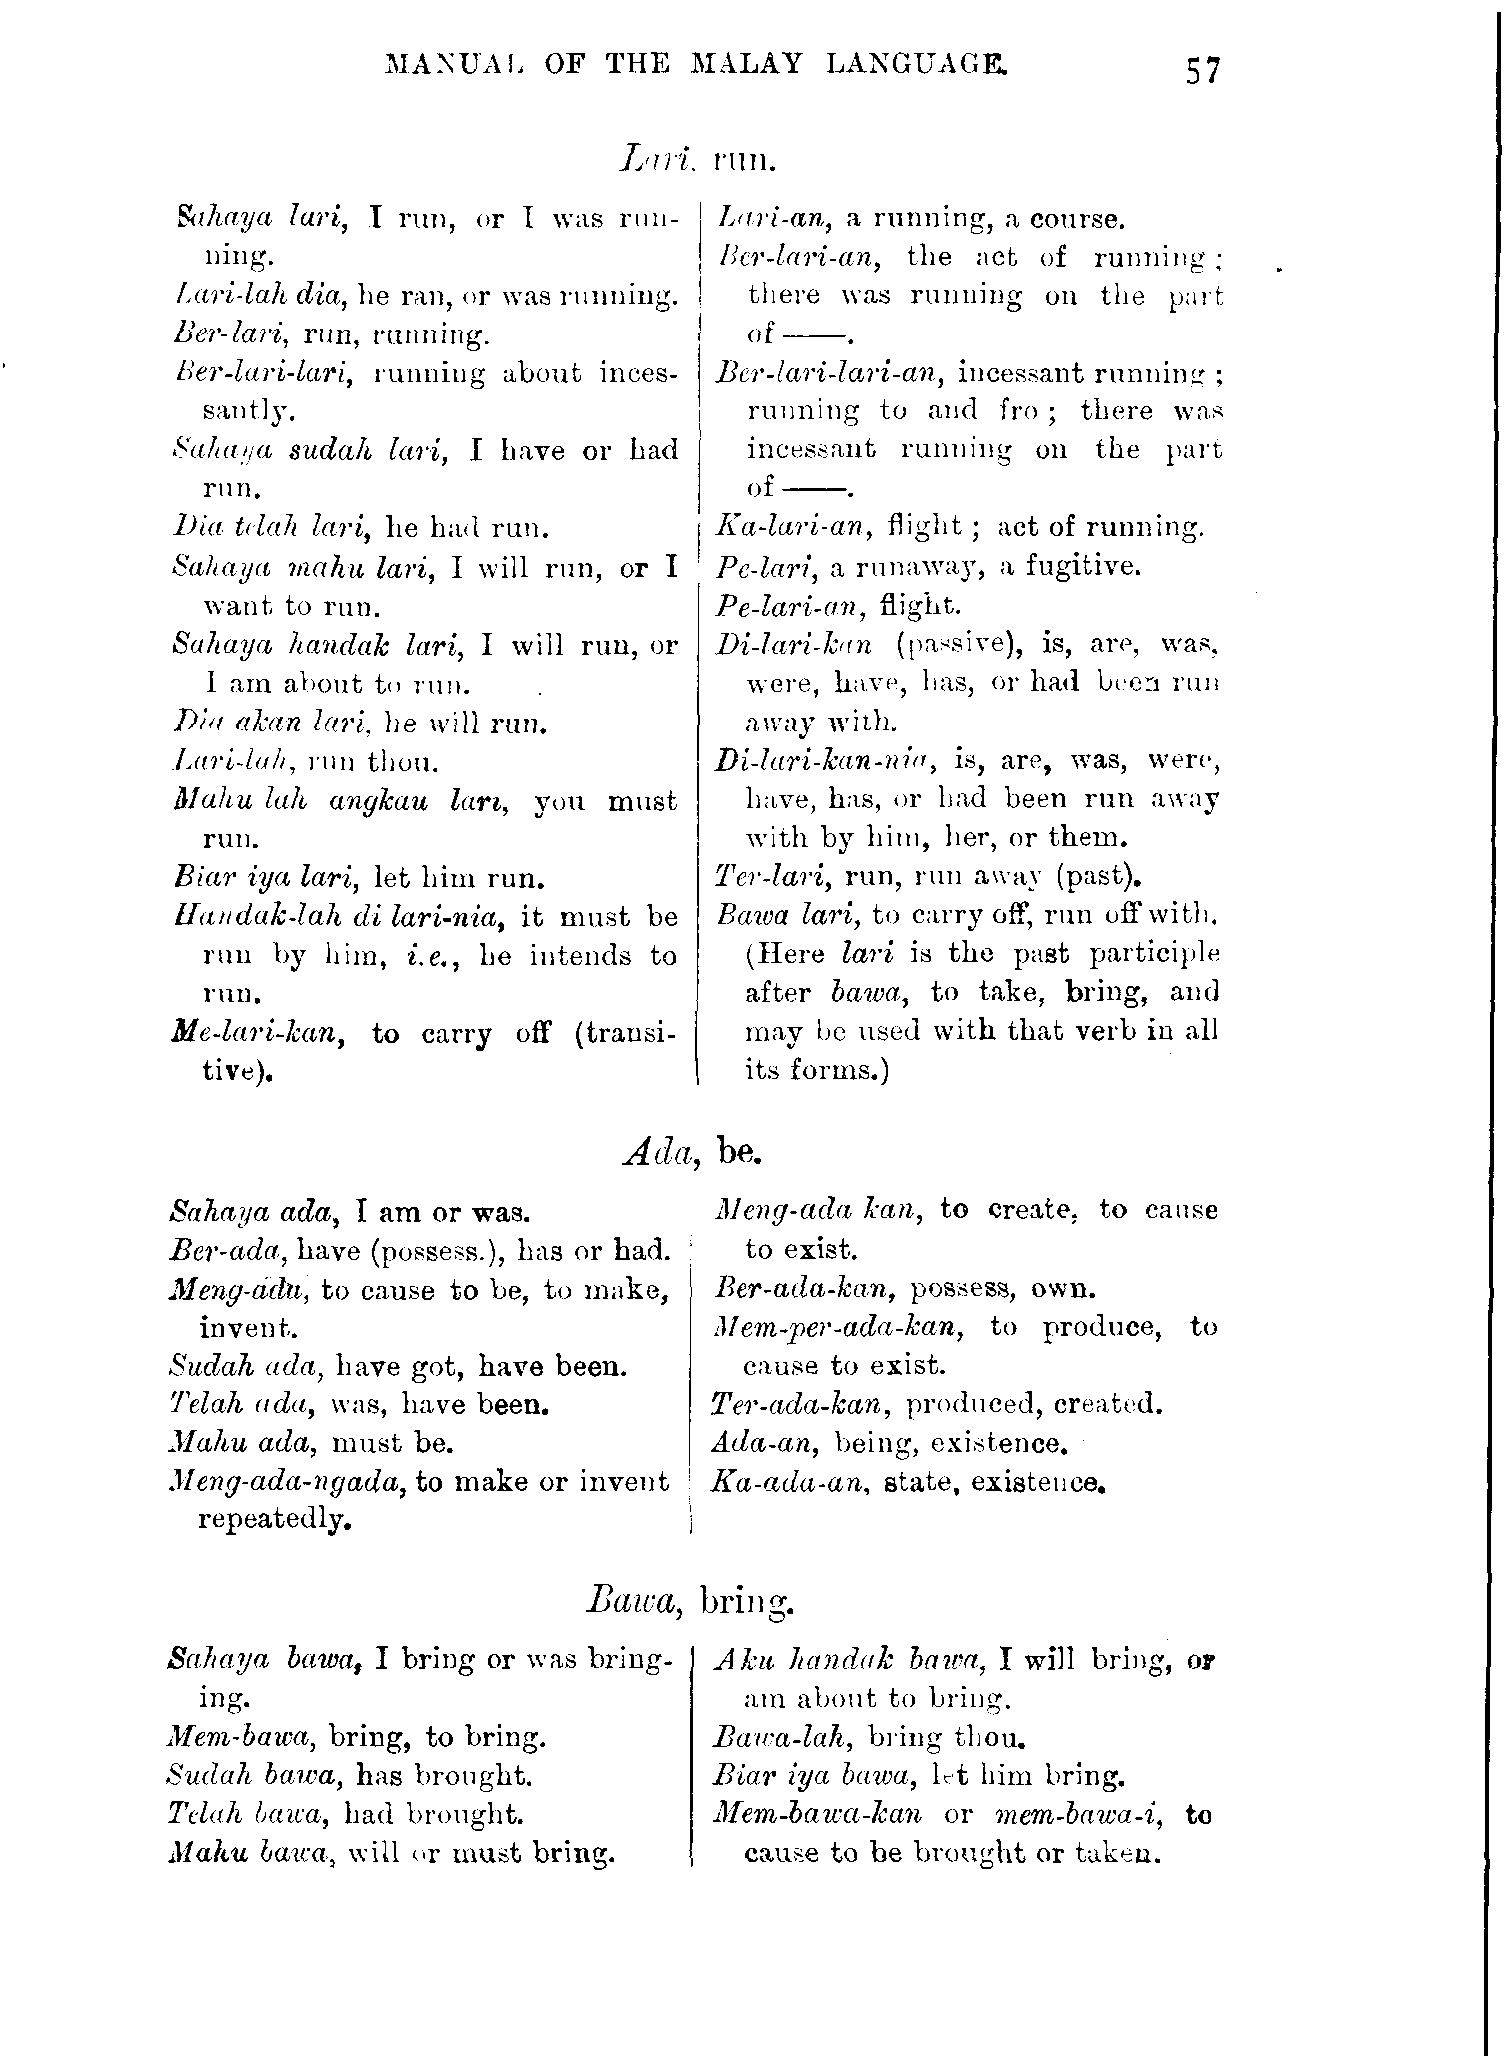 MANUAL OF THE MALAY LANGUAGE. 57
Lari, run.
Sahaya lari, I run, or I was run-
ning.
Lari-lah dia, he ran, or was running.
Ber-lari, run, running.
Ber-lari-lari, running about inces-
santly.
Sahaya sudah lari, I have or had
run.
Dia telah lari, he had run.
Sahaya mahu lari, I will run, or I
want to run.
Sahaya handak lari, I will run, or
I am about to run.
Dia akan lari, he will run.
Lari-lah, run thou.
Mahu lah angkau lari, you must
run.
Biar iya lari, let him run.
Handak-lah di lari-nia, it must be
run by him, i.e., he intends to
run.
Me-lari-kan, to carry off (transi-
tive).
Lari-an, a running, a course.
Ber-lari-an, the act of running;
there was running on the part
of ——.
Ber-lari-lari-an, incessant running;
running to and fro; there was
incessant running on the part
of ——.
Ka-lari-an, flight; act of running.
Pe-lari, a runaway, a fugitive.
Pe-lari-an, flight.
Di-lari-kan (passive), is, are, was,
were, have, has, or had been run
away with.
Di-lari-kan-nia, is, are, was, were,
have, has, or had been run away
with by him, her, or them.
Ter-lari, run, run away (past).
Bawa lari, to carry off, run off with.
(Here lari is the past participle
after bawa, to take, bring, and
may be used with that verb in all
its forms.)
Ada, be.
Sahaya ada, I am or was.
Ber-ada, have (possess.), has or had.
Meng-ada, to cause to be, to make,
invent.
Sudah ada, have got, have been.
Telah ada, was, have been.
Mahu ada, must be.
Meng-ada-ngada, to make or invent
repeatedly.
Meng-ada kan, to create, to cause
to exist.
Ber-ada-kan, possess, own.
Mem-per-ada-kan, to produce, to
cause to exist.
Ter-ada-kan, produced, created.
Ada-an, being, existence.
Ka-ada-an, state, existence.
Bawa, bring.
Sahaya bawa, I bring or was bring-
ing.
Mem-bawa, bring, to bring.
Sudah bawa, has brought.
Telah bawa, had brought.
Mahu bawa, will or must bring.
Aku handak bawa, I will bring, or
am about to bring.
Bawa-lah, bring thou.
Biar iya bawa, let him bring.
Mem-bawa-kan or mem-bawa-i, to
cause to be brought or taken.